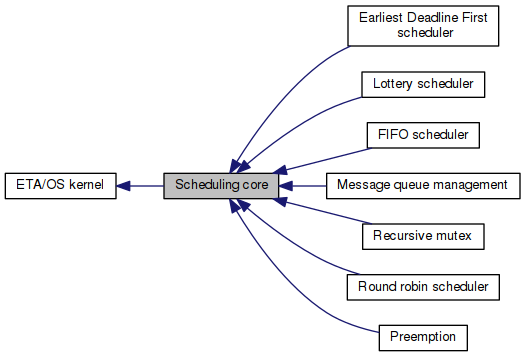 Earliest Deadline First
scheduler
Lottery scheduler
FIFO scheduler
ETA/OS kernel
Scheduling core
Message queue management
Recursive mutex
Round robin scheduler
Preemption